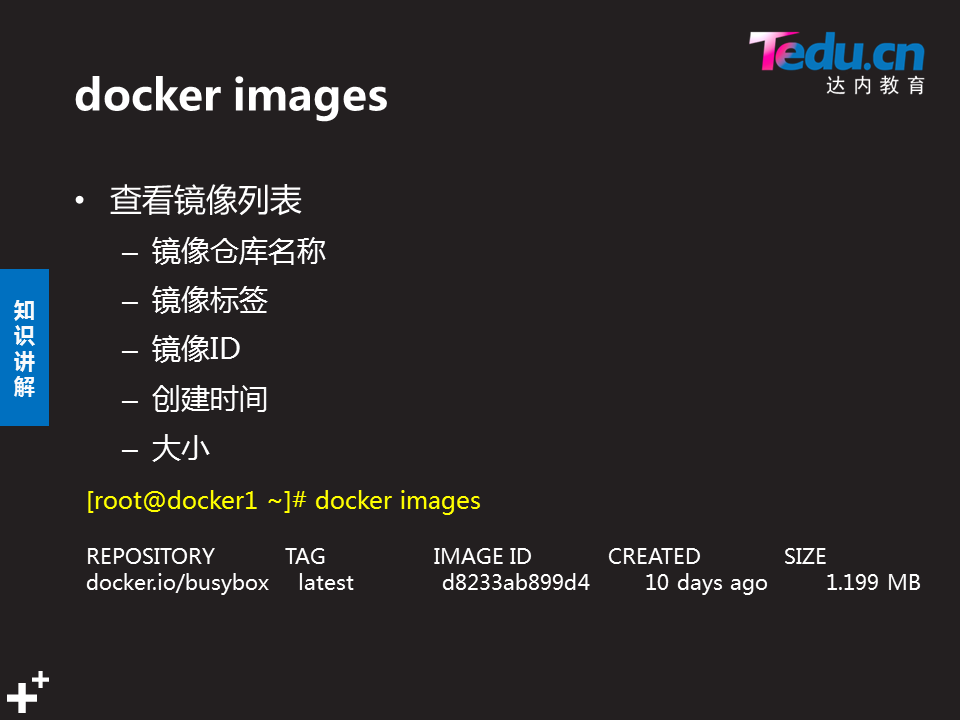 Tedu.cn
达内教育
docker images
• 查看镜像列表
– 镜像仓库名称
– 镜像标签
– 镜像ID
– 创建时间
– 大小
知识讲解
[root@docker1 ~]# docker images
REPOSITORY TAG IMAGE ID CREATED SIZE
docker.io/busybox latest d8233ab899d4 10 days ago 1.199 MB